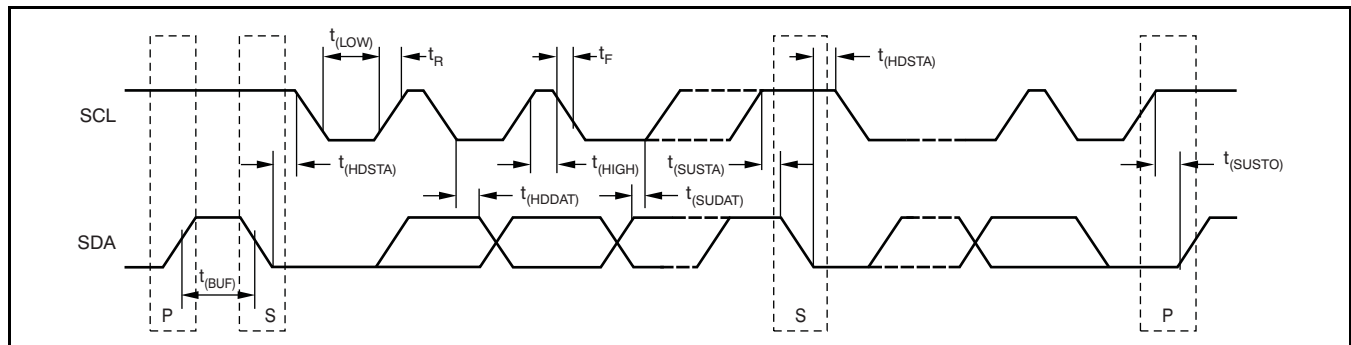 t(LOW)
tR
tF
t(HDSTA)
SCL
t(HDSTA)
t(HIGH)
t(SUSTA)
t(SUSTO)
t(HDDAT)
t(SUDAT)
SDA
t(BUF)
P
S
S
P